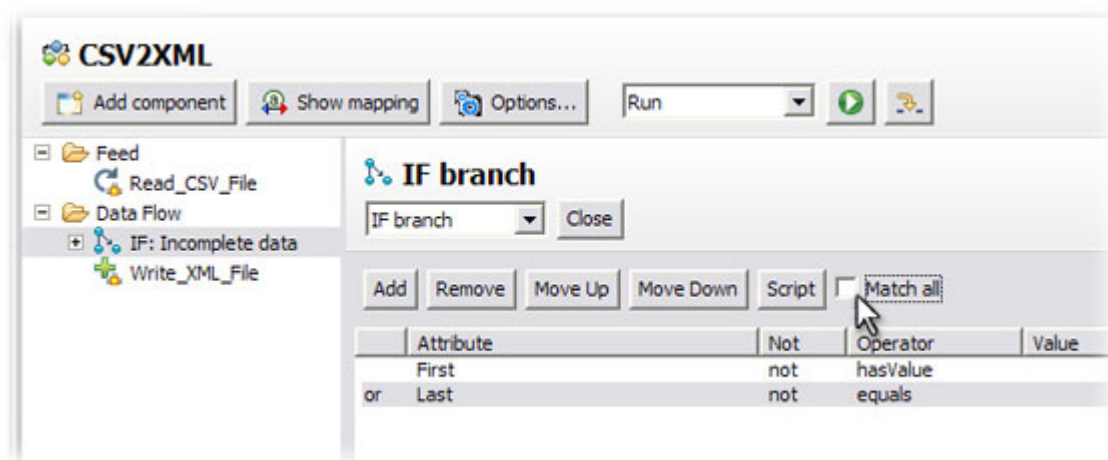 CSV2XML
Add component Show mapping Options... Run
Feed
Read_CSV_File
Data Flow
IF: Incomplete data
Write_XML_File
IF branch
IF branch Close
Add Remove Move Up Move Down Script Match all
Attribute Not Operator Value
First not hasValue
or Last not equals